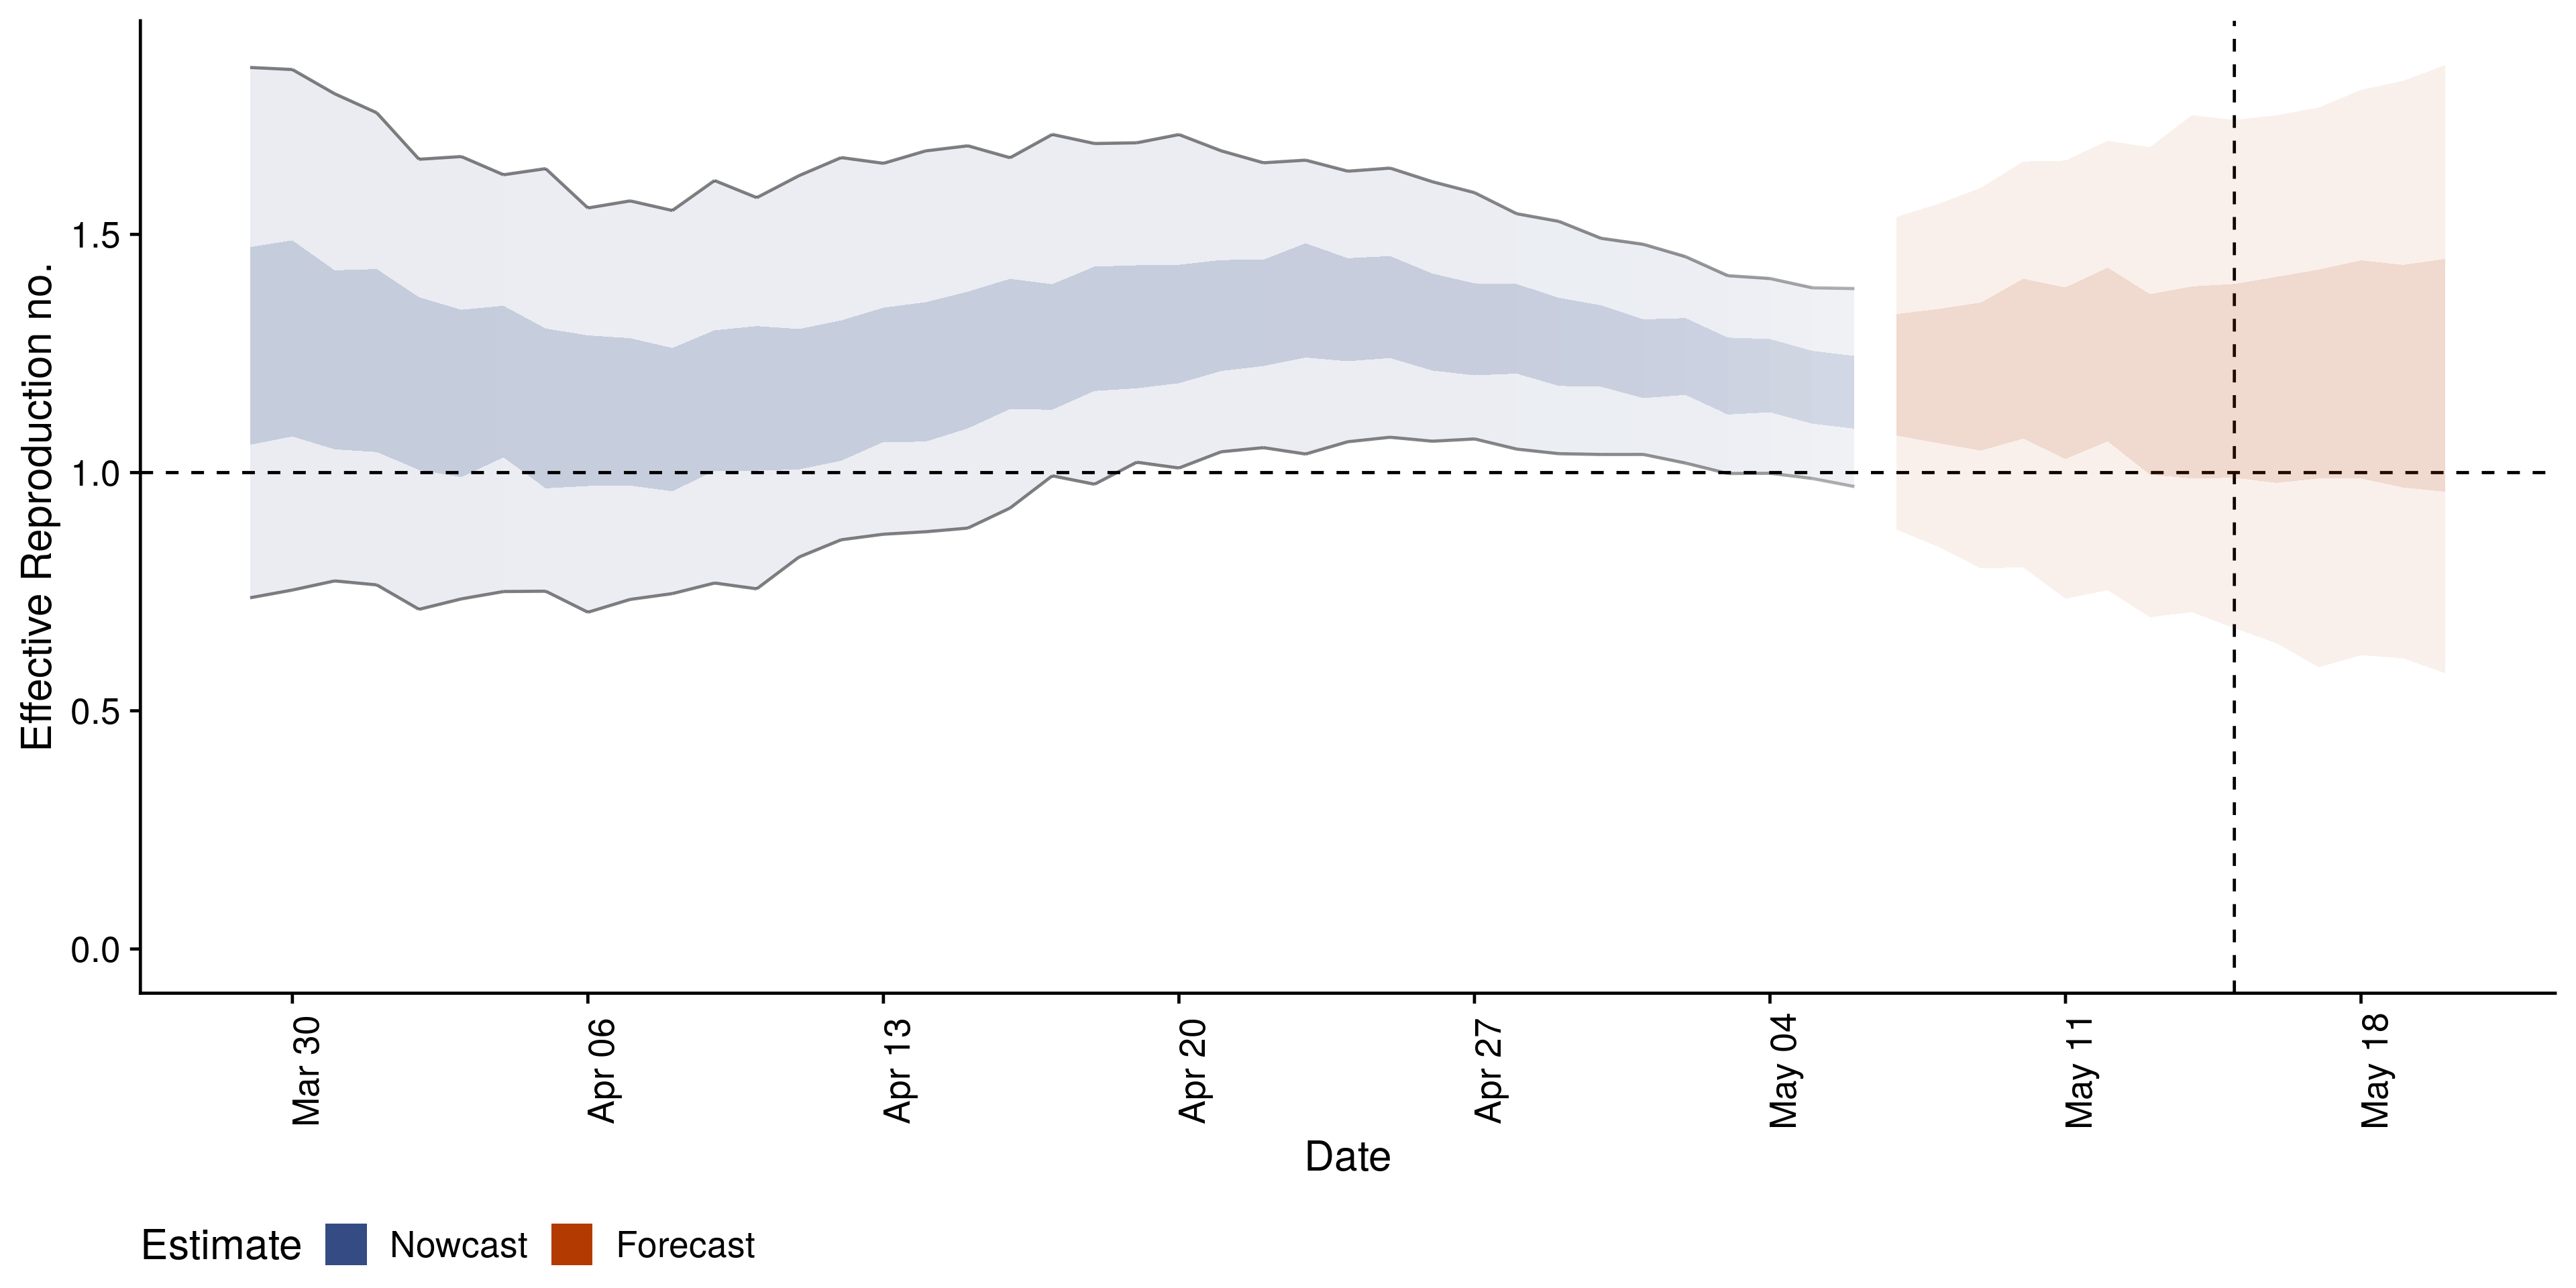 Effective Reproduction no.
1.5
1.0
0.5
0.0
Mar 30
Apr 06
Apr 13
Apr 20
Apr 27
May 04
May 11
May 18
Date
Estimate Nowcast Forecast